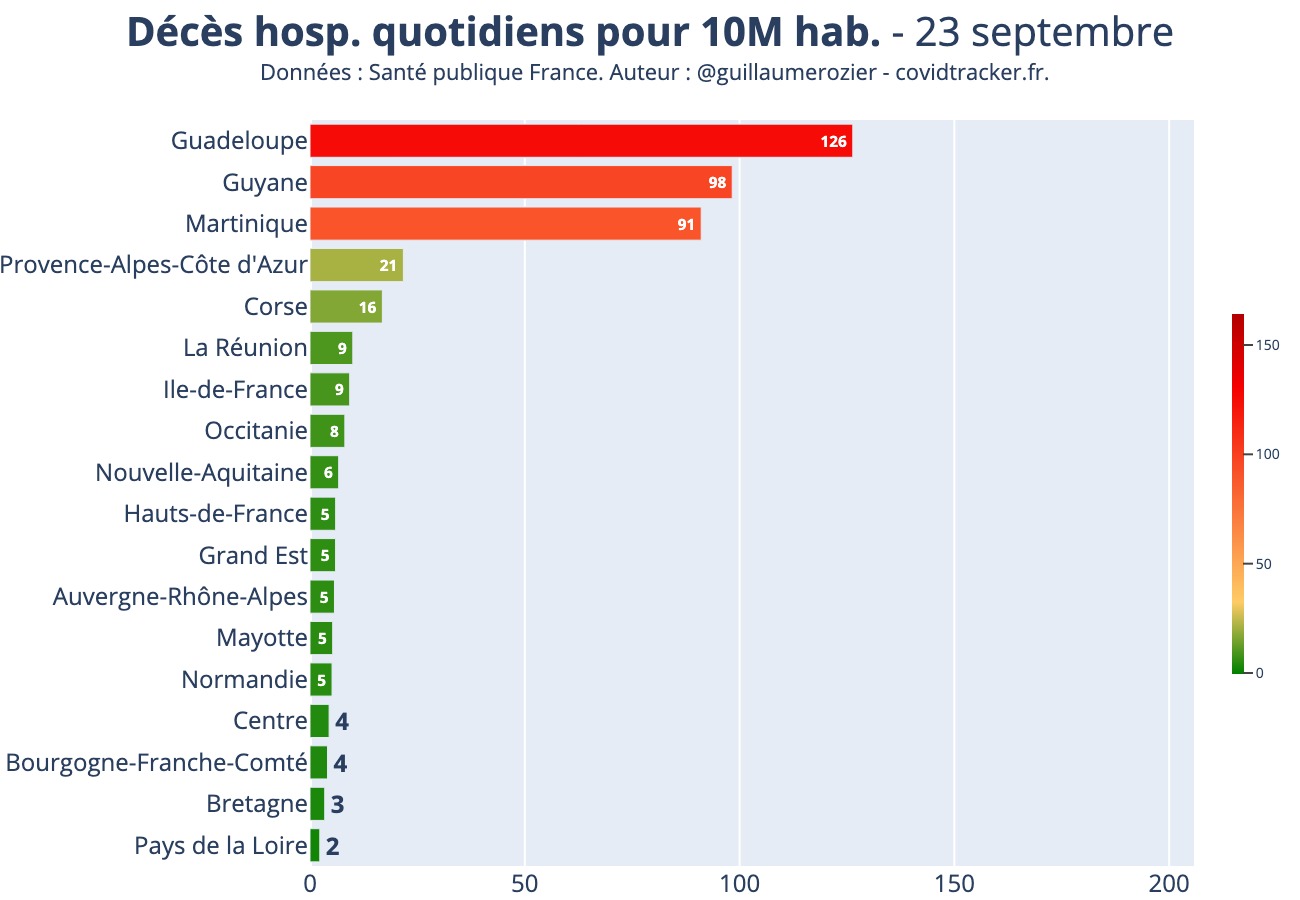 Décès hosp. quotidiens pour 10M hab. - 23 septembre
Données : Santé publique France. Auteur : @guillaumerozier - covidtracker.fr.
Guadeloupe 126
Guyane 98
Martinique 91
Provence-Alpes-Côte d'Azur 21
Corse 16
La Réunion 9
Ile-de-France 9
Occitanie 8
Nouvelle-Aquitaine 6
Hauts-de-France 5
Grand Est 5
Auvergne-Rhône-Alpes 5
Mayotte 5
Normandie 5
Centre 4
Bourgogne-Franche-Comté 4
Bretagne 3
Pays de la Loire 2
0 50 100 150 200
150
100
50
0